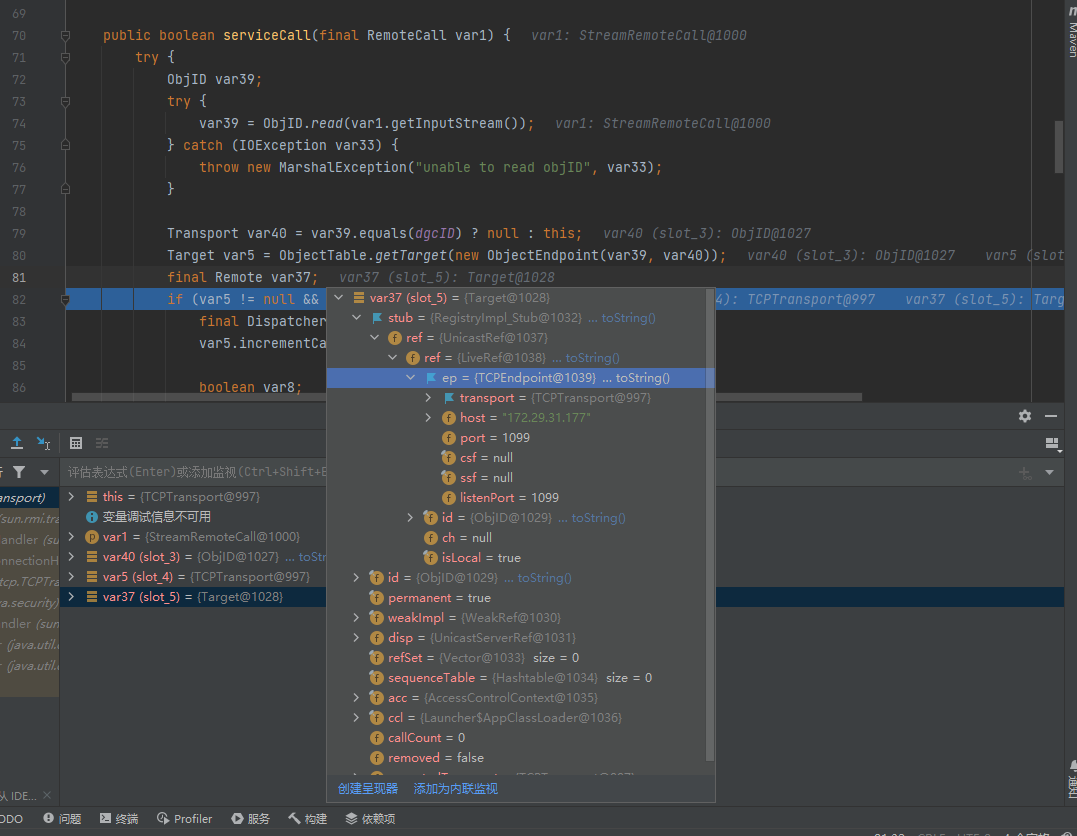 69
70 public boolean serviceCall(final RemoteCall var1) { var1: StreamRemoteCall@1000
71 try {
72 ObjID var39;
73 try {
74 var39 = ObjID.read(var1.getInputStream()); var1: StreamRemoteCall@1000
75 } catch (IOException var33) {
76 throw new MarshalException("unable to read objID", var33);
77 }
78
79 Transport var40 = var39.equals(dgcID) ? null : this; var40 (slot_3): ObjID@1027
80 Target var5 = ObjectTable.getTarget(new ObjectEndpoint(var39, var40)); var40 (slot_3): ObjID@1027 var5 (slot
81 final Remote var37; var37 (slot_5): Target@1028
82 if (var5 != null && 4): TCPTransport@997 var37 (slot_5): Targ
83 final Dispatcher
84 var5.incrementCa
85
86 boolean var8;
Maven
var37 (slot_5) = {Target@1028}
stub = {RegistryImpl_Stub@1032} ... toString()
ref = {UnicastRef@1037}
ref = {LiveRef@1038} ... toString()
ep = {TCPEndpoint@1039} ... toString()
transport = {TCPTransport@997}
host = "172.29.31.177"
port = 1099
csf = null
ssf = null
listenPort = 1099
id = {ObjID@1029} ... toString()
ch = null
isLocal = true
id = {ObjID@1029} ... toString()
permanent = true
weakImpl = {WeakRef@1030}
disp = {UnicastServerRef@1031}
refSet = {Vector@1033} size = 0
sequenceTable = {Hashtable@1034} size = 0
acc = {AccessControlContext@1035}
ccl = {Launcher$AppClassLoader@1036}
callCount = 0
removed = false
创建呈现器 添加为内联监视
评估表达式(Enter)或添加监视(Ctrl+Shift+E
this = {TCPTransport@997}
变量调试信息不可用
var1 = {StreamRemoteCall@1000}
var40 (slot_3) = {ObjID@1027} ... toStr
var5 (slot_4) = {TCPTransport@997}
var37 (slot_5) = {Target@1028}
ansport)
(sun.rmi.tra
andler (su
nnectionH
tcp.TCPTra
va.security)
andler (sun
(java.util.c
(java.util.c
从 IDE...
ODO 问题 终端 Profiler 服务 构建 依赖项
通知